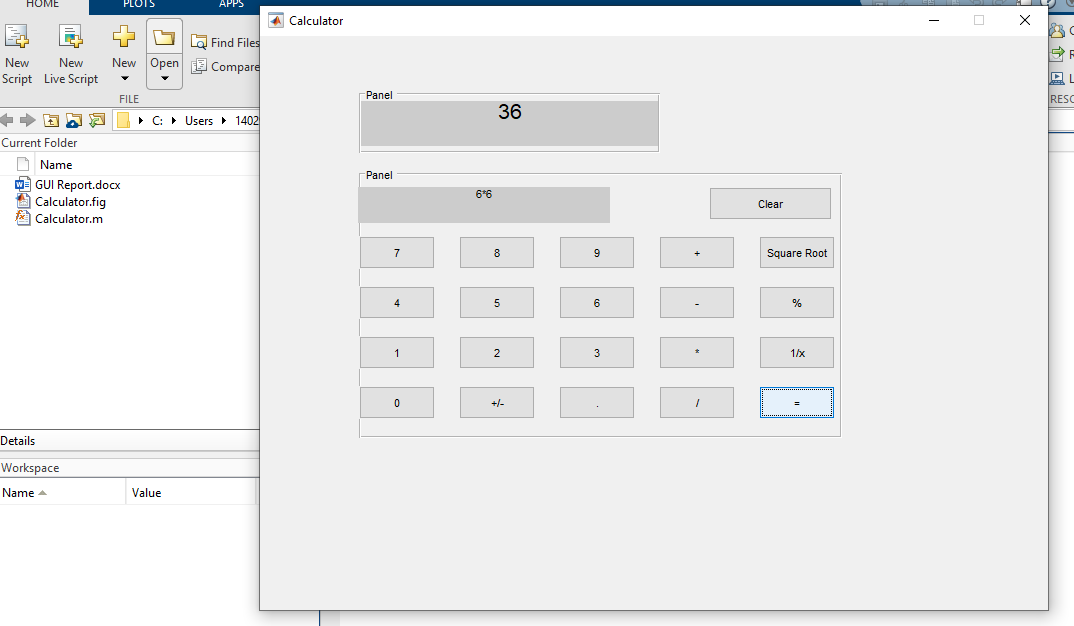 HOME PLOTS APPS
Calculator
New Script
New Live Script
New
Open
Find Files
Compare
FILE
C: Users 1402
Current Folder
Name
GUI Report.docx
Calculator.fig
Calculator.m
Details
Workspace
Name Value
Panel
36
Panel
6*6
Clear
7 8 9 + Square Root
4 5 6 - %
1 2 3 * 1/x
0 +/- . / =